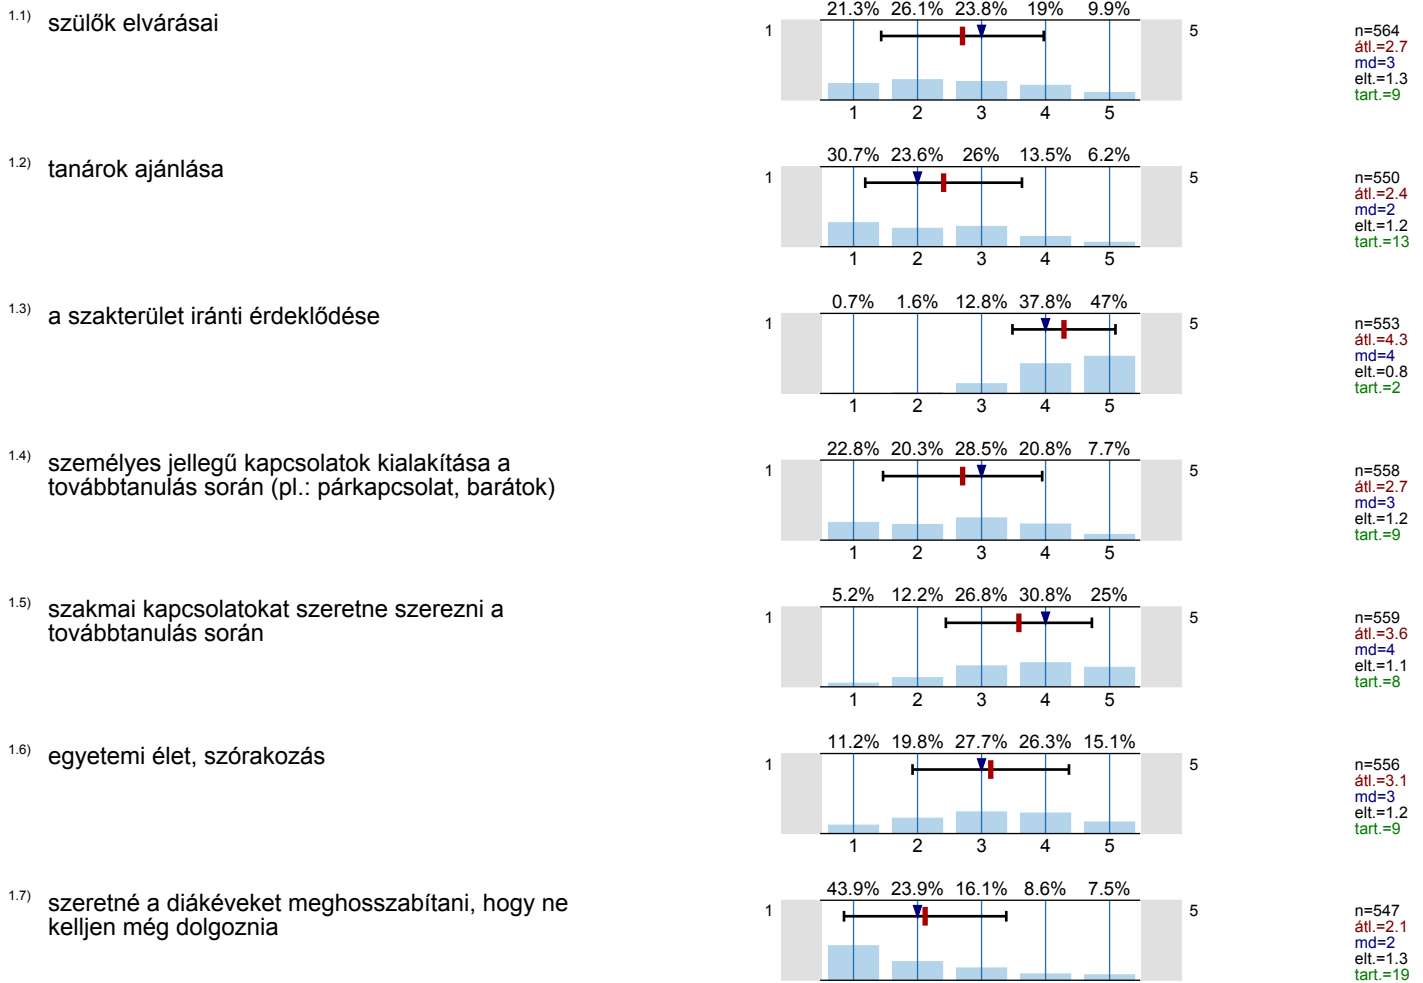 1.1) szülők elvárásai
21.3% 26.1% 23.8% 19% 9.9%
1 5
1 2 3 4 5
n=564
átl.=2.7
md=3
elt.=1.3
tart.=9
1.2) tanárok ajánlása
30.7% 23.6% 26% 13.5% 6.2%
1 5
1 2 3 4 5
n=550
átl.=2.4
md=2
elt.=1.2
tart.=13
1.3) a szakterület iránti érdeklődése
0.7% 1.6% 12.8% 37.8% 47%
1 5
1 2 3 4 5
n=553
átl.=4.3
md=4
elt.=0.8
tart.=2
1.4) személyes jellegű kapcsolatok kialakítása a
továbbtanulás során (pl.: párkapcsolat, barátok)
22.8% 20.3% 28.5% 20.8% 7.7%
1 5
1 2 3 4 5
n=558
átl.=2.7
md=3
elt.=1.2
tart.=9
1.5) szakmai kapcsolatokat szeretne szerezni a
továbbtanulás során
5.2% 12.2% 26.8% 30.8% 25%
1 5
1 2 3 4 5
n=559
átl.=3.6
md=4
elt.=1.1
tart.=8
1.6) egyetemi élet, szórakozás
11.2% 19.8% 27.7% 26.3% 15.1%
1 5
1 2 3 4 5
n=556
átl.=3.1
md=3
elt.=1.2
tart.=9
1.7) szeretné a diákéveket meghosszabítani, hogy ne
kelljen még dolgoznia
43.9% 23.9% 16.1% 8.6% 7.5%
1 5
n=547
átl.=2.1
md=2
elt.=1.3
tart.=19